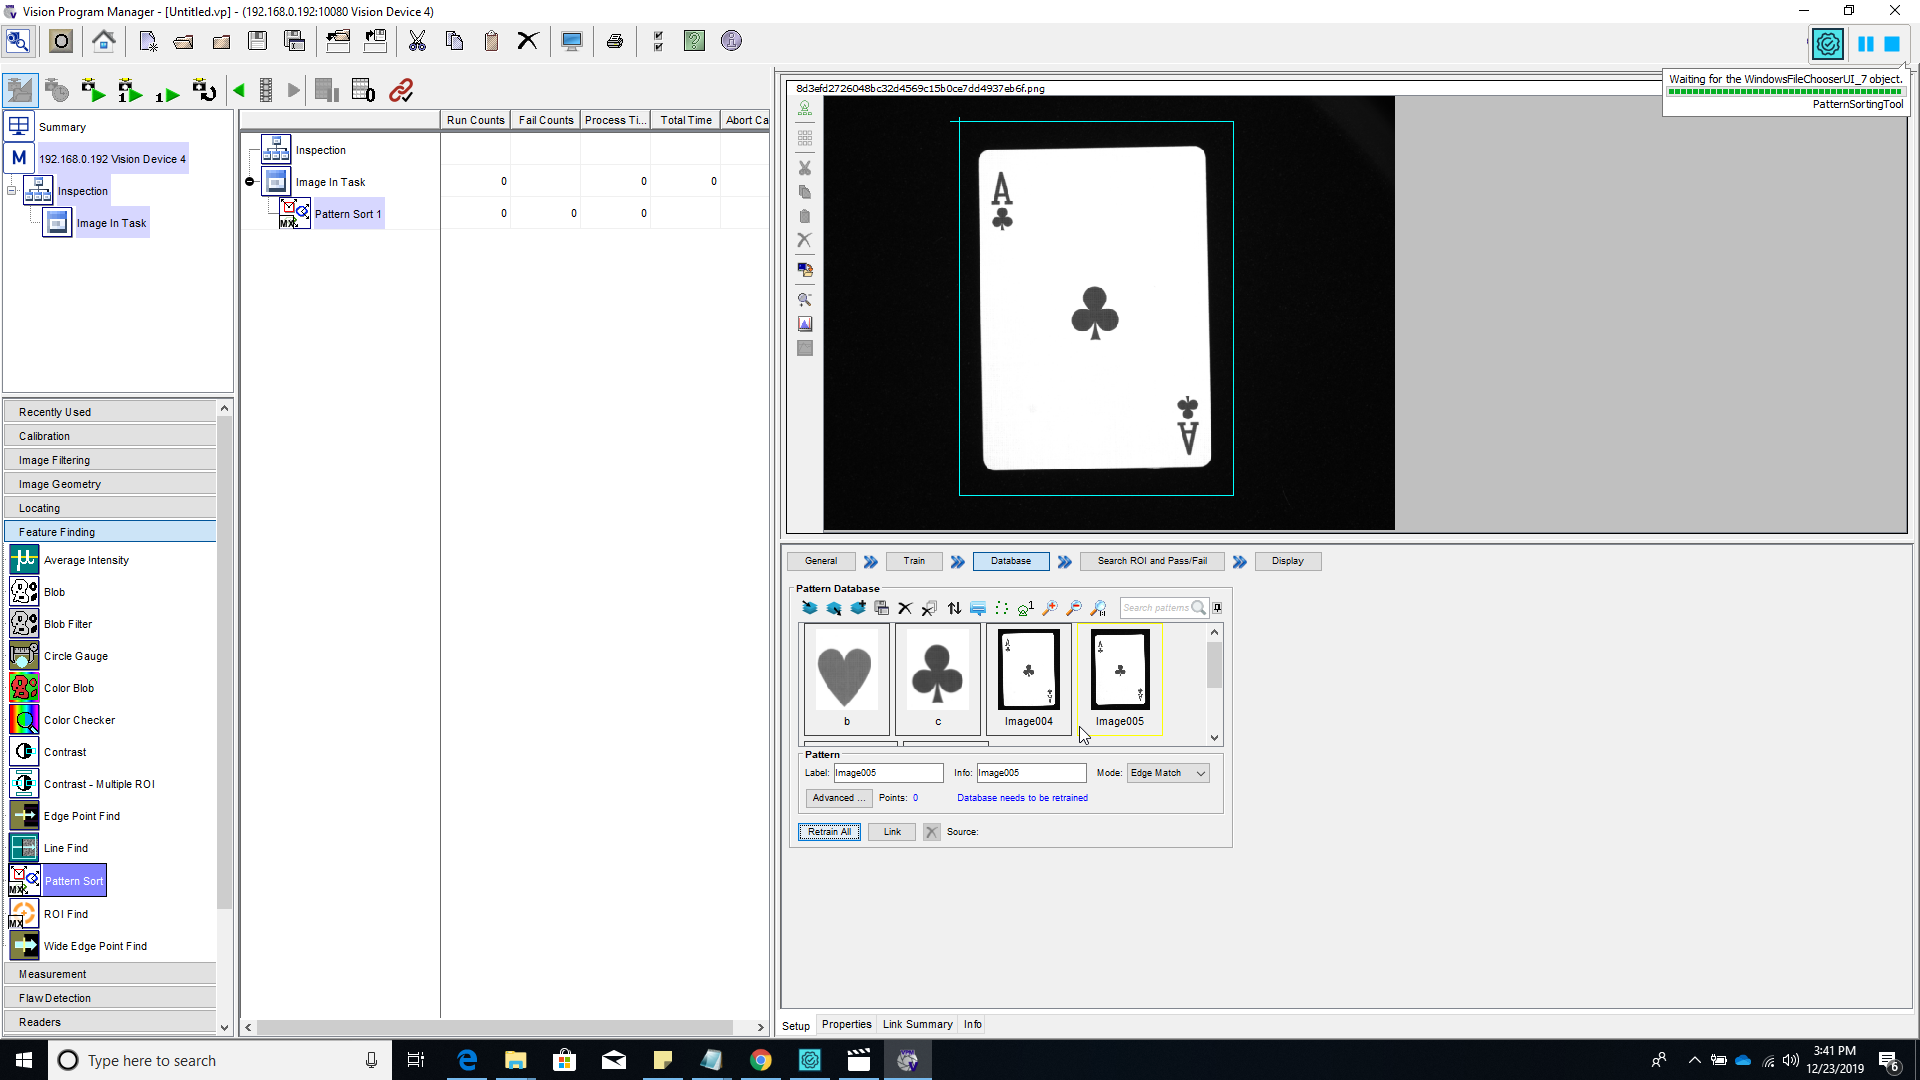 Vision Program Manager - [Untitled.vp] - (192.168.0.192:10080 Vision Device 4)
Waiting for the WindowsFileChooserUI_7 object.
PatternSortingTool
Summary
M 192.168.0.192 Vision Device 4
Inspection
Image In Task
Run Counts Fail Counts Process Ti... Total Time Abort Ca
Inspection
Image In Task 0 0 0
Pattern Sort 1 0 0 0
8d3efd2726048bc32d4569c15b0ce7dd4937eb6f.png
A
A
Recently Used
Calibration
Image Filtering
Image Geometry
Locating
Feature Finding
Average Intensity
Blob
Blob Filter
Circle Gauge
Color Blob
Color Checker
Contrast
Contrast - Multiple ROI
Edge Point Find
Line Find
Pattern Sort
ROI Find
Wide Edge Point Find
Measurement
Flaw Detection
Readers
General Train Database Search ROI and Pass/Fail Display
Pattern Database
Search patterns
b c Image004 Image005
Pattern
Label: Image005 Info: Image005 Mode: Edge Match
Advanced ... Points: 0 Database needs to be retrained
Retrain All Link Source:
Setup Properties Link Summary Info
Type here to search
3:41 PM
12/23/2019
6